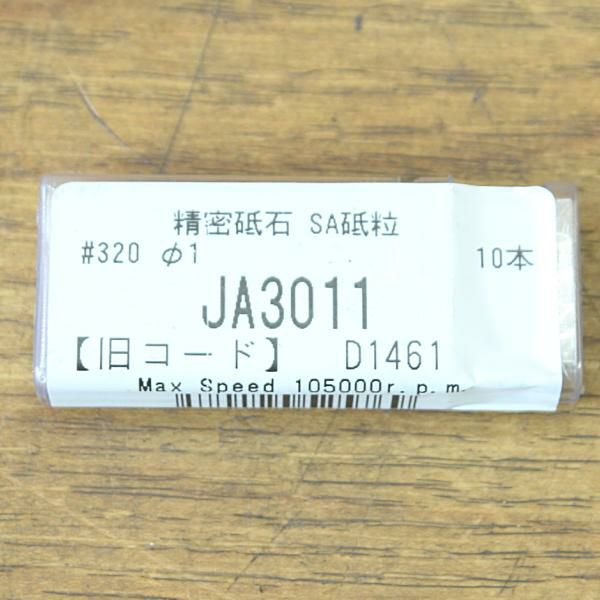 精密砥石 SA砥粒
#320 φ1 10本
JA3011
【旧コード】 D1461
Max Speed 105000r.p.m.